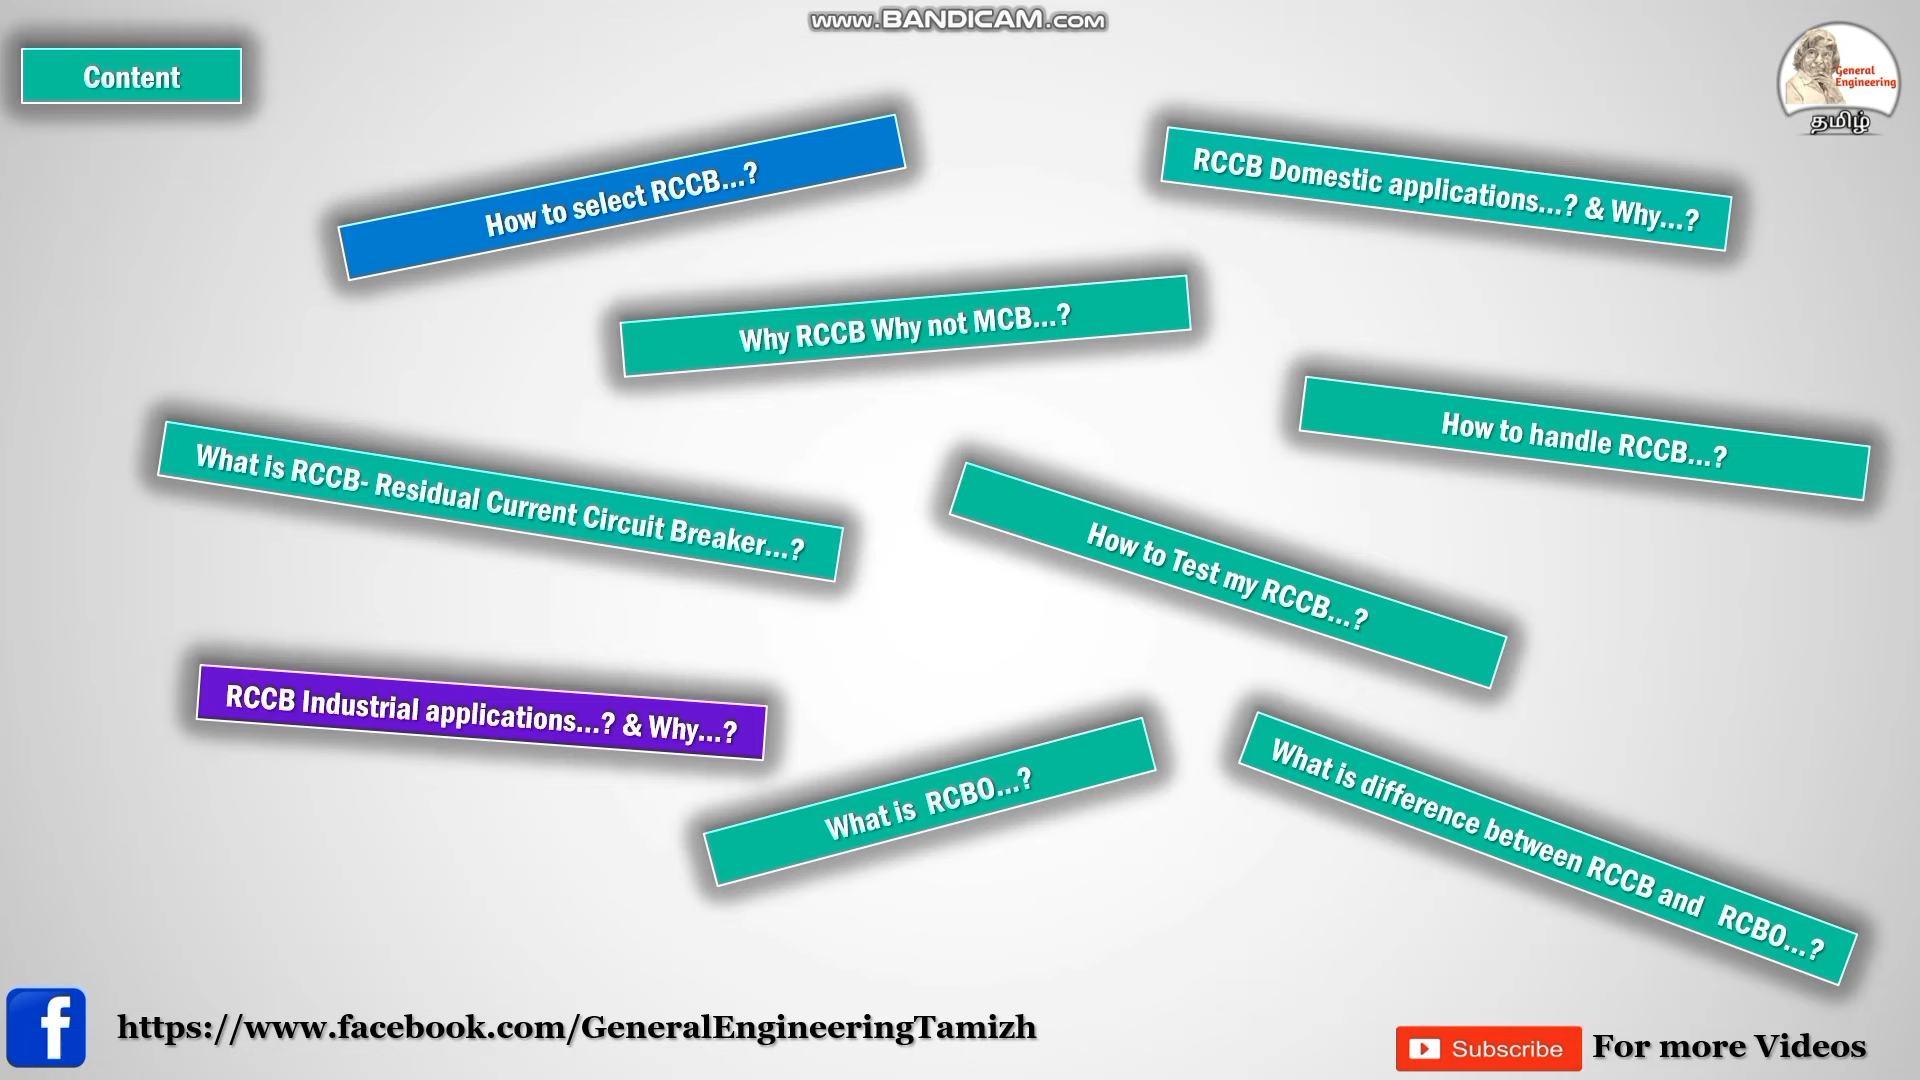 www.BANDICAM.com
Content
General
Engineering
தமிழ்
How to select RCCB...?
RCCB Domestic applications...? & Why...?
Why RCCB Why not MCB...?
How to handle RCCB...?
What is RCCB- Residual Current Circuit Breaker...?
How to Test my RCCB...?
RCCB Industrial applications...? & Why...?
What is RCBO...?
What is difference between RCCB and RCBO...?
f https://www.facebook.com/GeneralEngineeringTamizh
Subscribe For more Videos